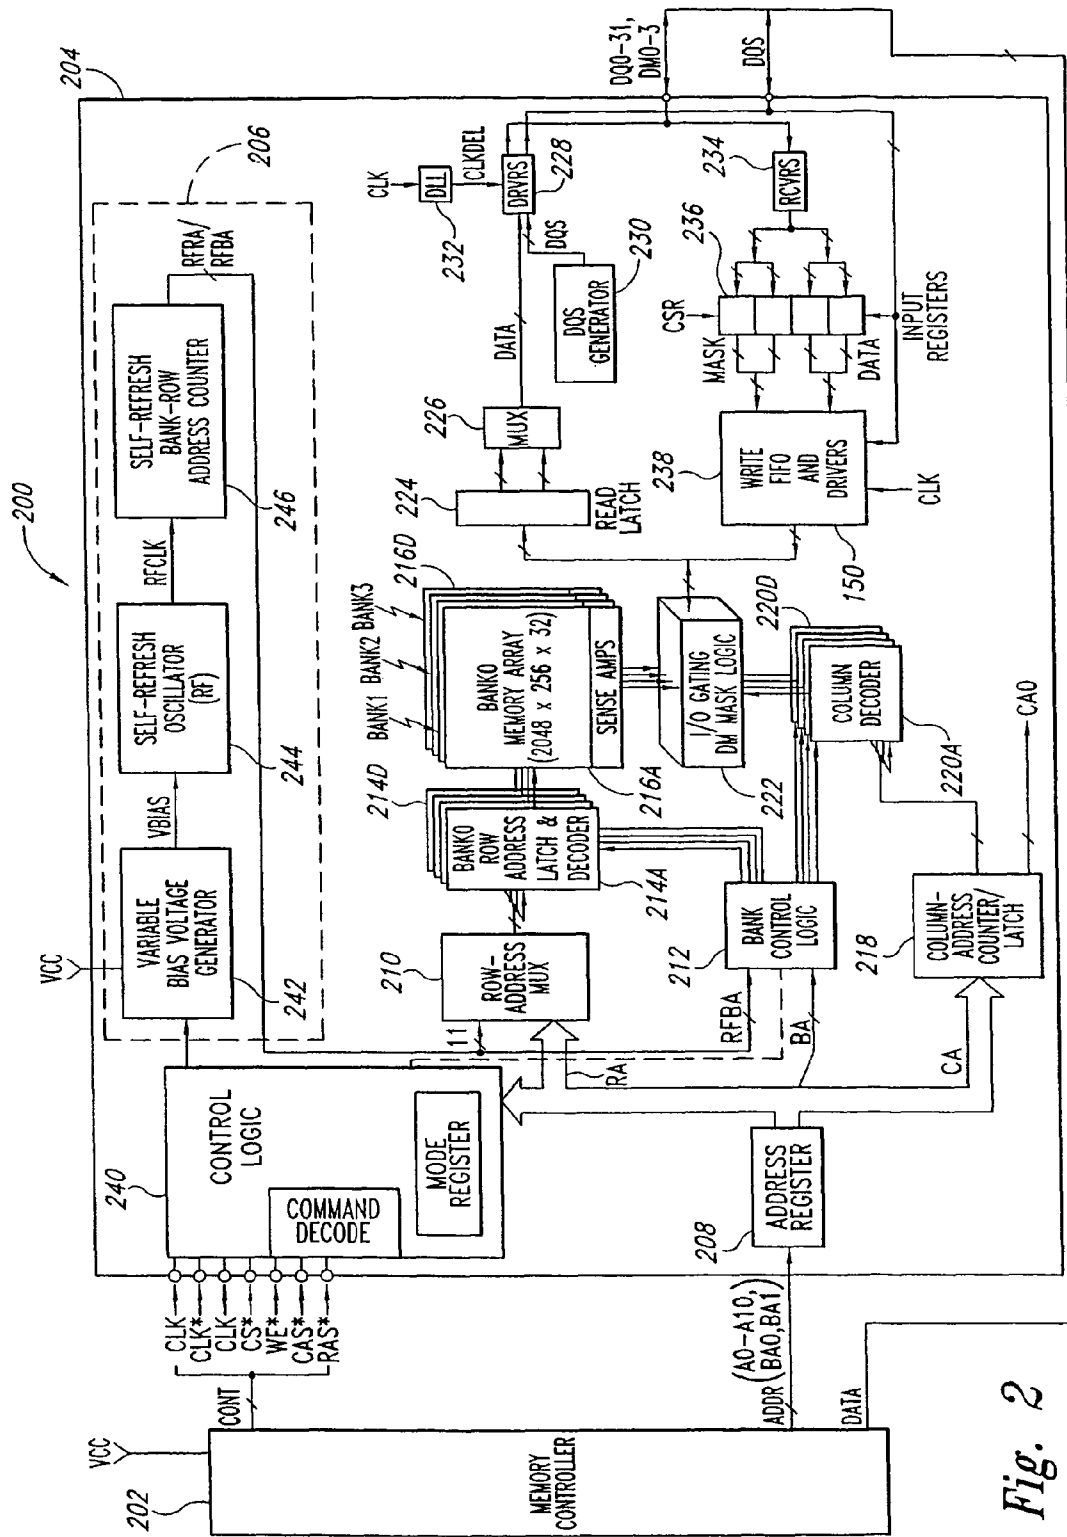 200
204
206
VCC
VARIABLE
BIAS VOLTAGE
GENERATOR
242
VBIAS
SELF-REFRESH
OSCILLATOR
(RF)
244
RFCLK
SELF-REFRESH
BANK-ROW
ADDRESS COUNTER
246
RFRA/
RFBA
240
CONTROL
LOGIC
COMMAND
DECODE
MODE
REGISTER
CLK
CLK*
CLK
CS*
WE*
CAS*
RAS*
CONT
VCC
202
MEMORY
CONTROLLER
ADDR
(A0-A10,
BA0,BA1)
DATA
208
ADDRESS
REGISTER
11
RA
RFBA
BA
CA
210
ROW-
ADDRESS
MUX
212
BANK
CONTROL
LOGIC
218
COLUMN-
ADDRESS
COUNTER/
LATCH
CA0
214D
BANK0
ROW
ADDRESS
LATCH &
DECODER
214A
BANK1
BANK2
BANK3
216D
BANK0
MEMORY ARRAY
(2048 x 256 x 32)
SENSE AMPS
216A
I/O GATING
DM MASK LOGIC
222
220D
COLUMN
DECODER
220A
224
READ
LATCH
226
MUX
DATA
CLK
DLL
232
CLKDEL
DRVRS
228
DQS
DQS
GENERATOR
230
DQ0-31,
DM0-3
DQS
RCVRS
234
236
CSR
MASK
DATA
INPUT
REGISTERS
238
WRITE
FIFO
AND
DRIVERS
150
CLK
Fig. 2